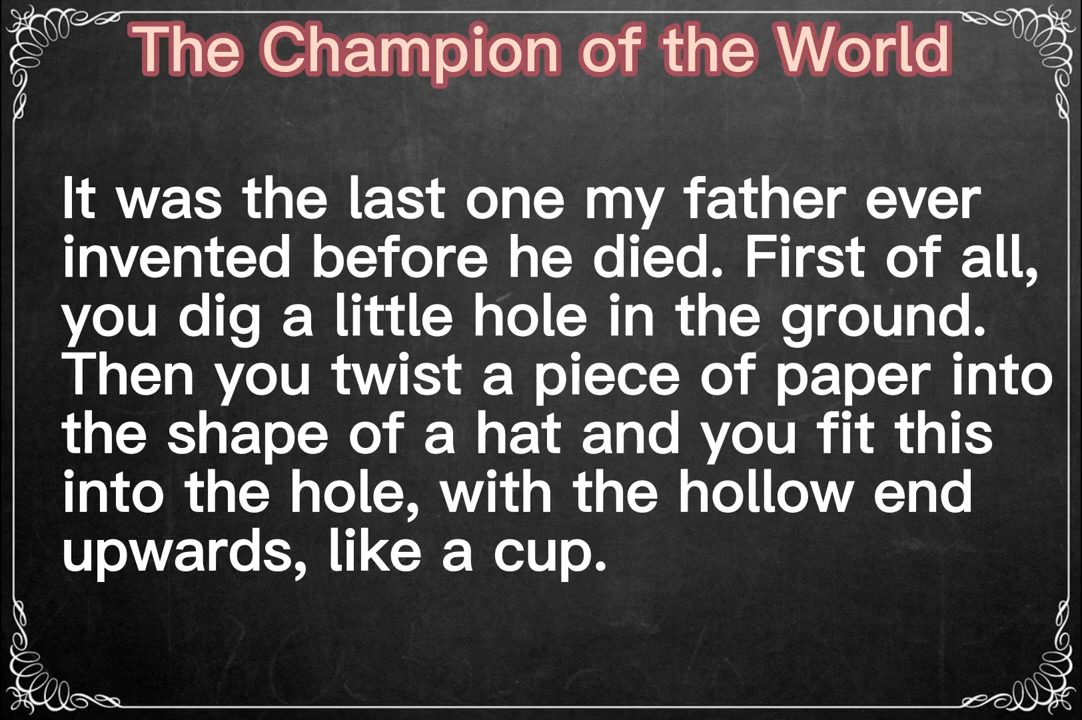 The Champion of the World
It was the last one my father ever
invented before he died. First of all,
you dig a little hole in the ground.
Then you twist a piece of paper into
the shape of a hat and you fit this
into the hole, with the hollow end
upwards, like a cup.